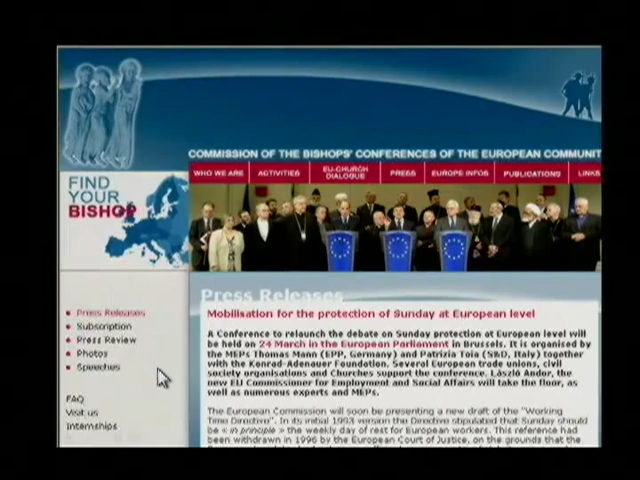 COMMISSION OF THE BISHOPS' CONFERENCES OF THE EUROPEAN COMMUNIT
WHO WE ARE
ACTIVITIES
EU-CHURCH
DIALOGUE
PRESS
EUROPE INFOS
PUBLICATIONS
LINKS
FIND
YOUR
BISHOP
Press Releases
Press Releases
Subscription
Press Review
Photos
Speeches
FAQ
Visit us
Internships
Mobilisation for the protection of Sunday at European level
A Conference to relaunch the debate on Sunday protection at European level will
be held on 24 March in the European Parliament in Brussels. It is organised by
the MEPs Thomas Mann (EPP, Germany) and Patrizia Toia (S&D, Italy) together
with the Konrad-Adenauer Foundation. Several European trade unions, civil
society organisations and Churches support the conference. László Andor, the
new EU Commissioner for Employment and Social Affairs will take the floor, as
well as numerous experts and MEPs.
The European Commission will soon be presenting a new draft of the "Working
Time Directive". In its initial 1993 version the Directive stipulated that Sunday should
be « in principle » the weekly day of rest for European workers. This reference had
been withdrawn in 1996 by the European Court of Justice, on the grounds that the